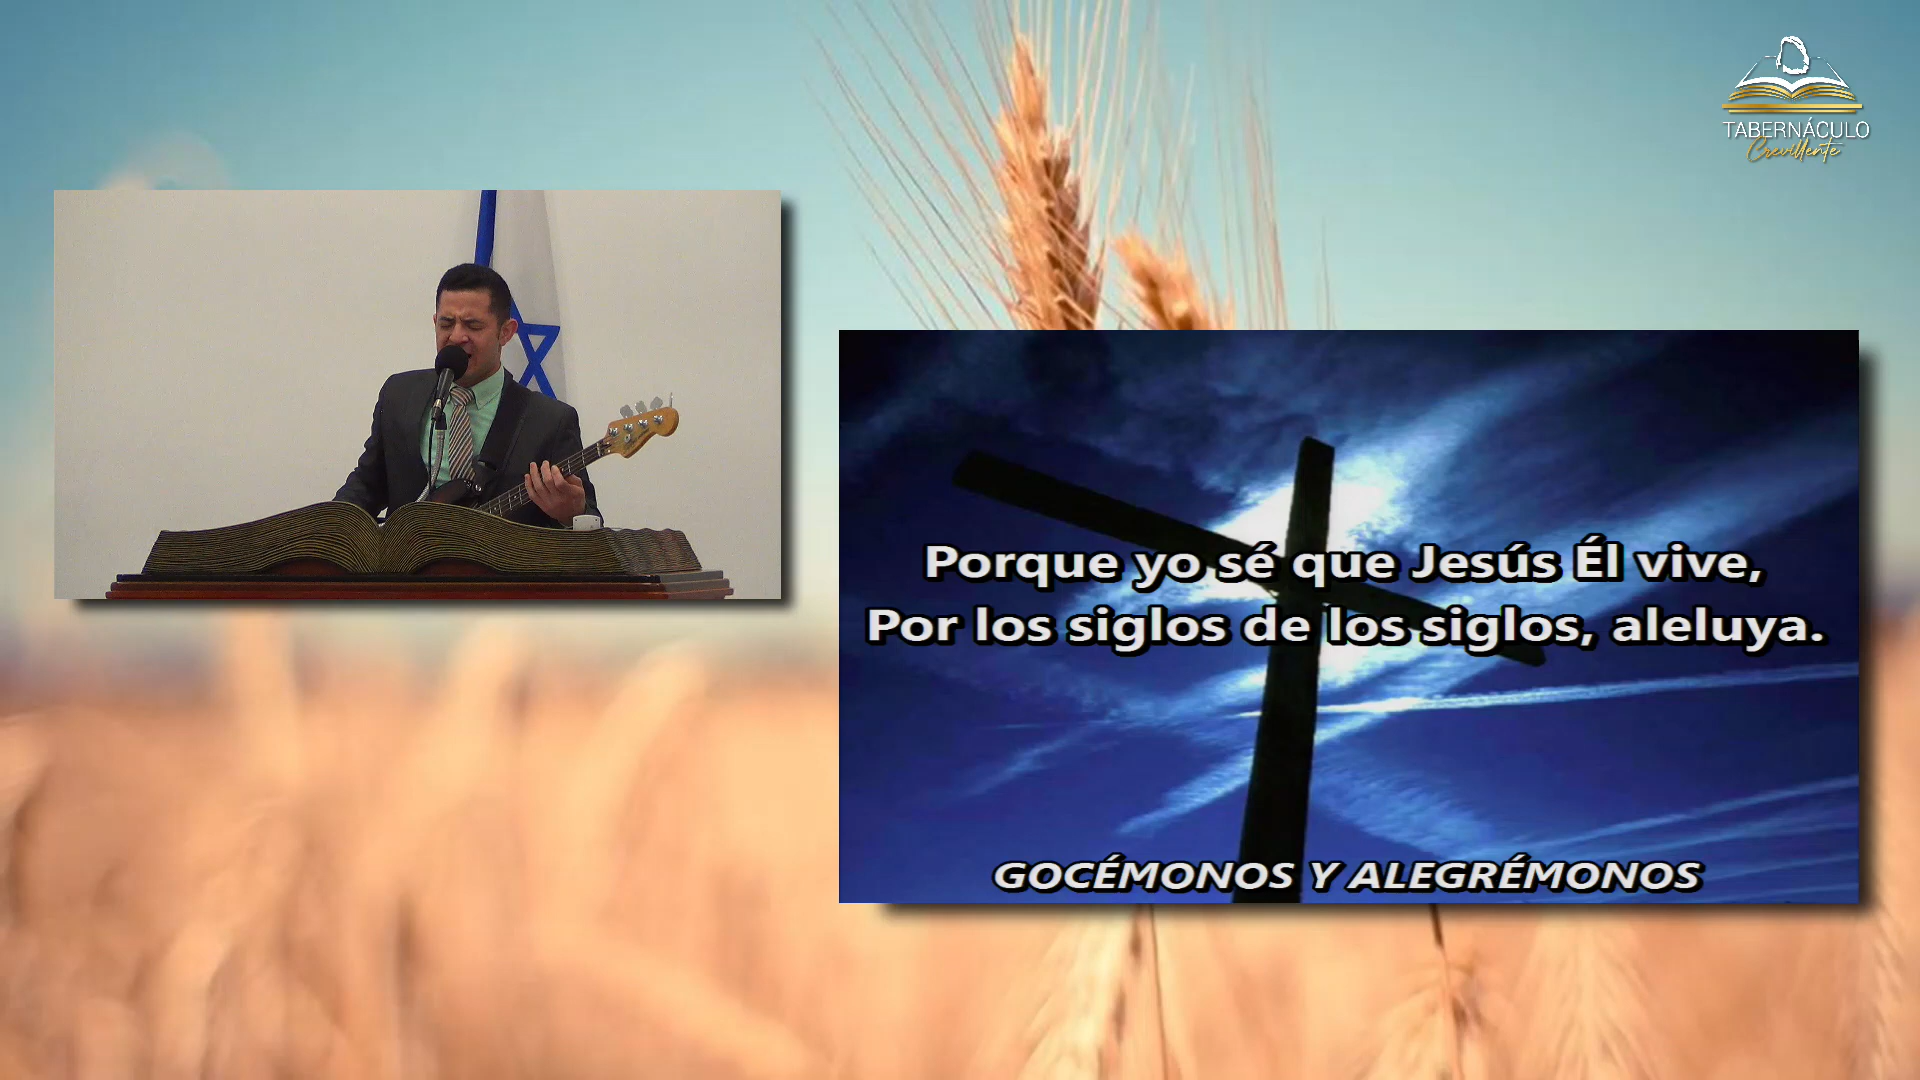 TABERNÁCULO
Crevillente
Porque yo sé que Jesús Él vive,
Por los siglos de los siglos, aleluya.
GOCÉMONOS Y ALEGRÉMONOS